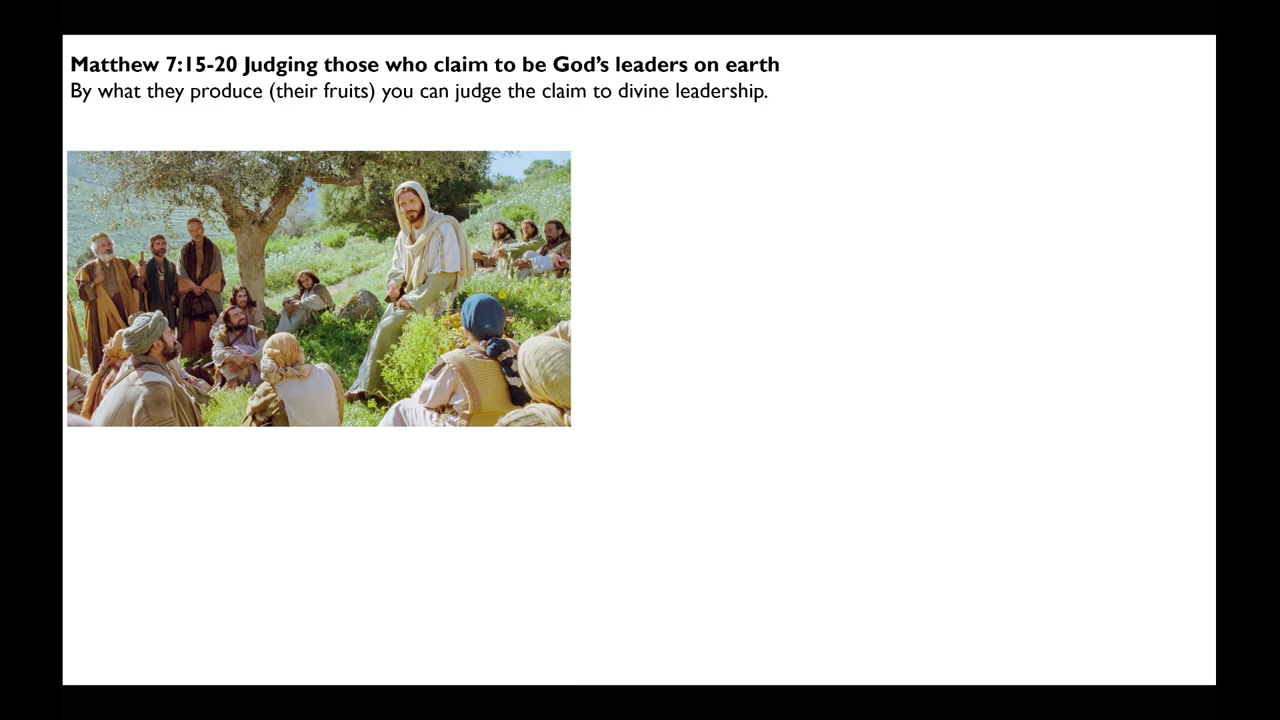 Matthew 7:15-20 Judging those who claim to be God’s leaders on earth
By what they produce (their fruits) you can judge the claim to divine leadership.